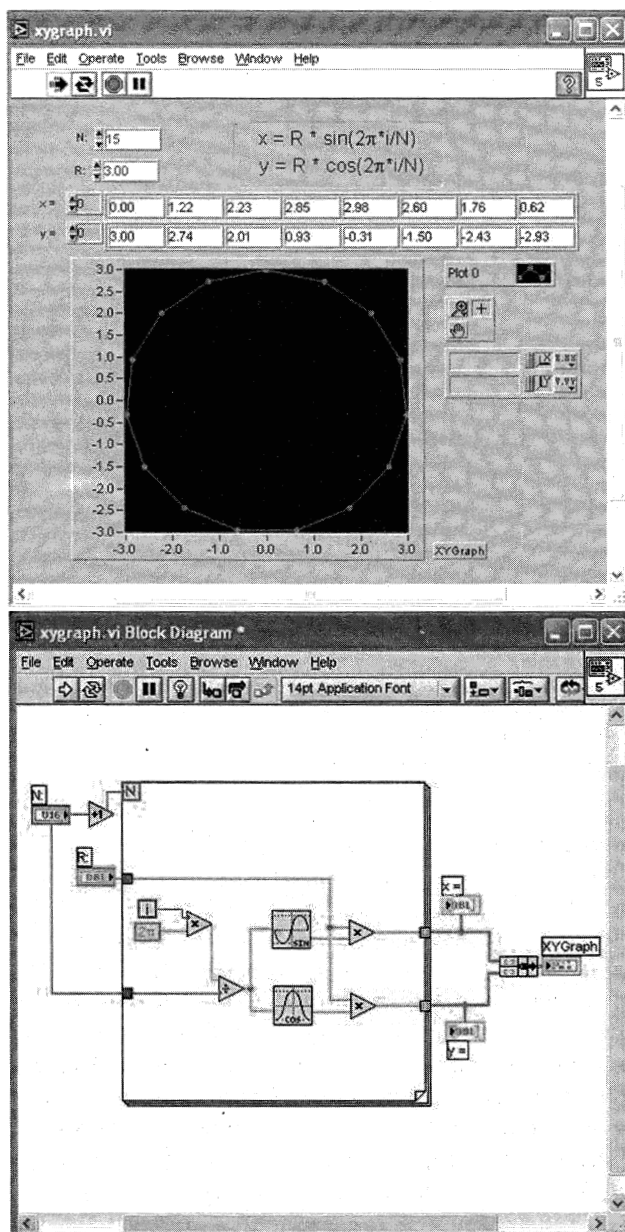 xygraph.vi
File Edit Operate Tools Browse Window Help
5
N: 15
x = R * sin(2π*i/N)
y = R * cos(2π*i/N)
R: 3.00
x = 0 0.00 1.22 2.23 2.85 2.98 2.60 1.76 0.62
y = 0 3.00 2.74 2.01 0.93 -0.31 -1.50 -2.43 -2.93
Plot 0
3.0
2.5
2.0
1.5
1.0
0.5
0.0
-0.5
-1.0
-1.5
-2.0
-2.5
-3.0
-3.0 -2.0 -1.0 0.0 1.0 2.0 3.0
X
Y
XYGraph
xygraph.vi Block Diagram *
File Edit Operate Tools Browse Window Help
14pt Application Font
5
N:
U16
+1
N
R:
DBL
i
2π
SIN
COS
x =
DBL
XYGraph
DBL
y =